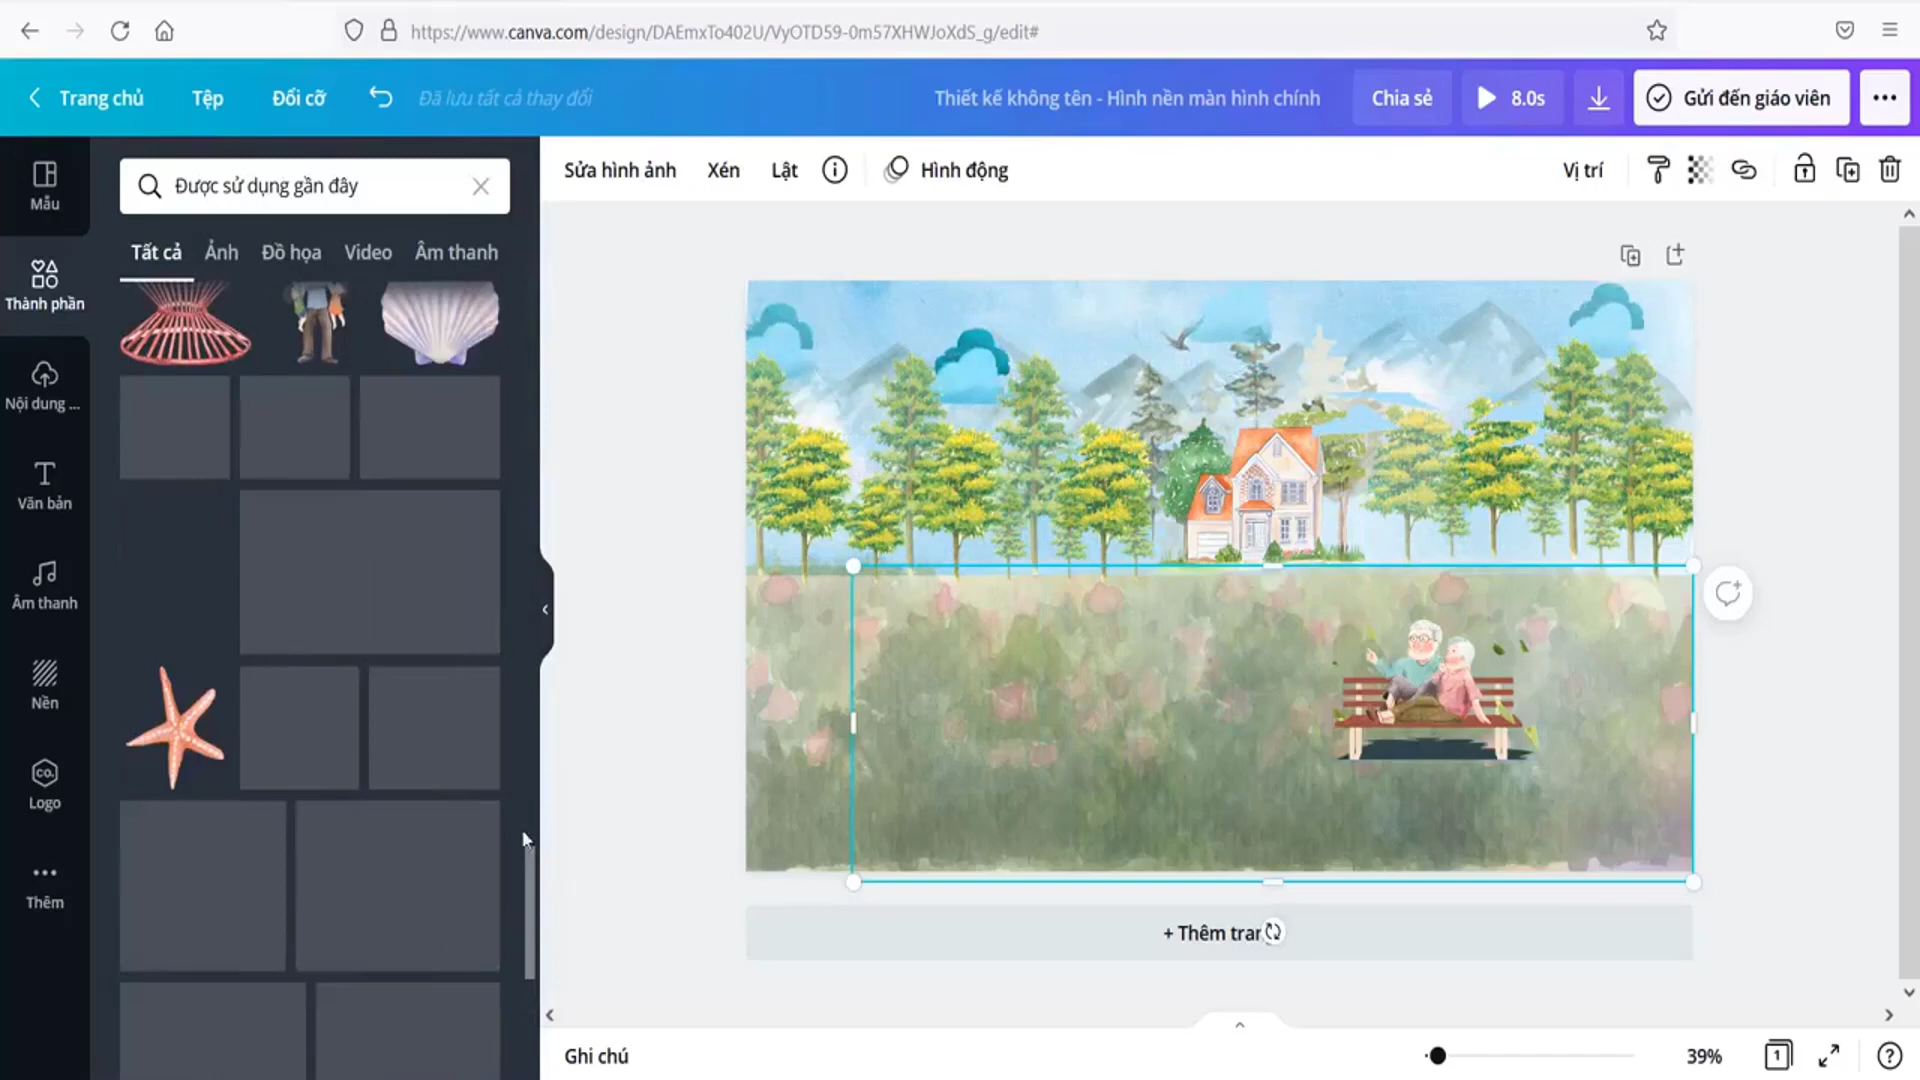 https://www.canva.com/design/DAEmxTo402U/VyOTD59-0m57XHWJoXdS_g/edit#
Trang chủ
Tệp
Đổi cỡ
Đã lưu tất cả thay đổi
Thiết kế không tên - Hình nền màn hình chính
Chia sẻ
8.0s
Gửi đến giáo viên
Mẫu
Thành phần
Nội dung ...
Văn bản
Âm thanh
Nền
CO.
Logo
Thêm
Được sử dụng gần đây
Tất cả
Ảnh
Đồ họa
Video
Âm thanh
Sửa hình ảnh
Xén
Lật
Hình động
Vị trí
+ Thêm tran
Ghi chú
39%
1